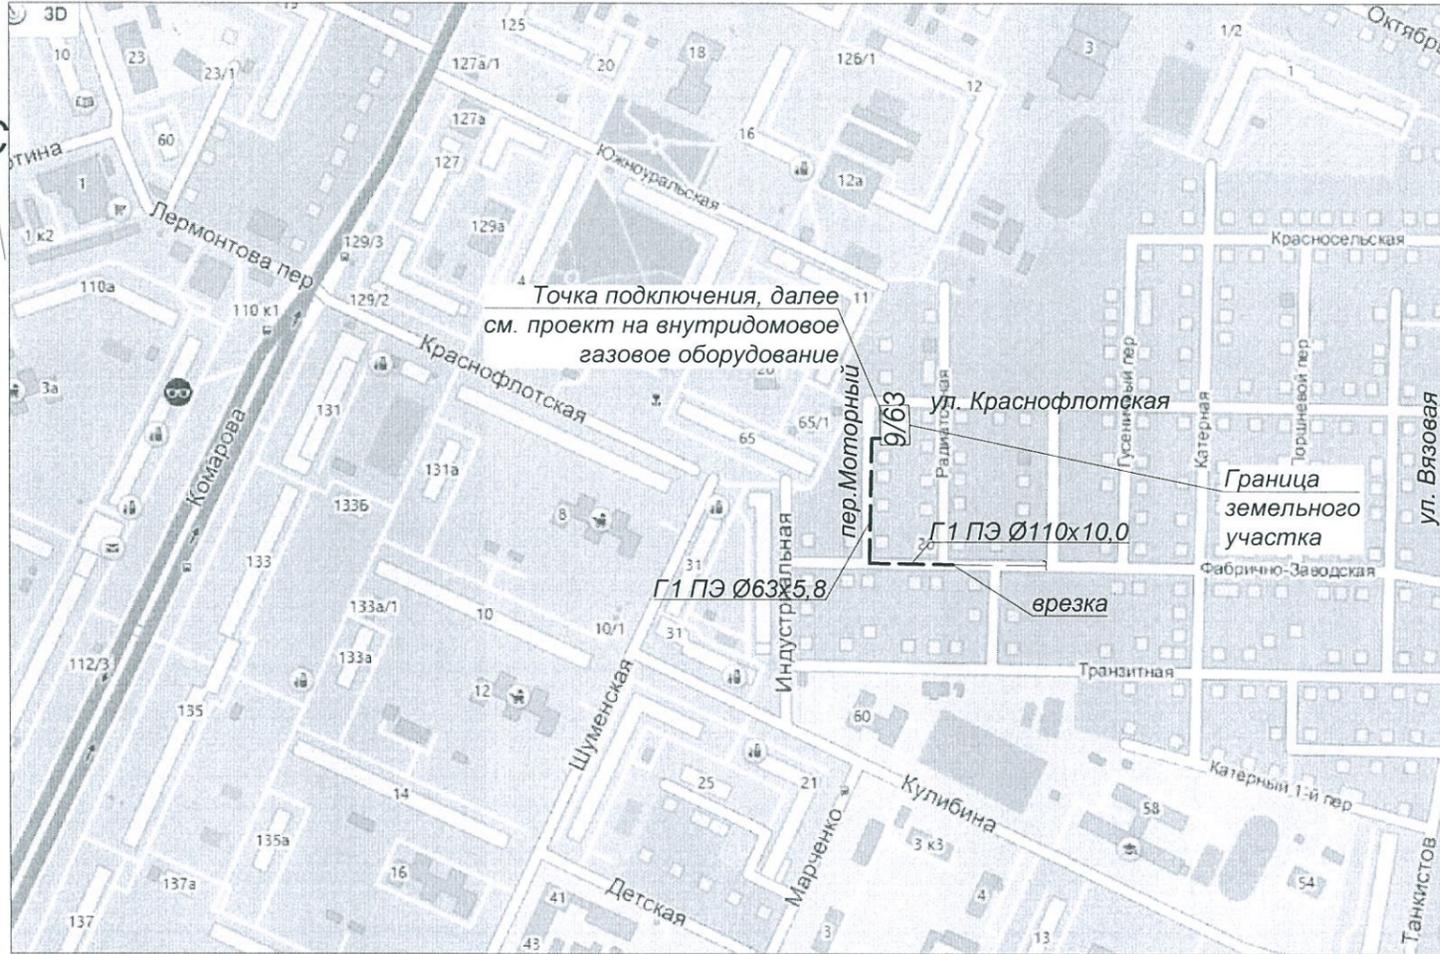 3D
125
Октябрь
1/2
10
23
23/1
127а/1
20
18
126/1
12
3
1
127а
60
16
отина
127
Южноуральская
12а
1
129а
Лермонтова пер
1 к2
129/3
Красносельская
110а
129/2
4
110 к1
11
Точка подключения, далее
см. проект на внутридомовое
газовое оборудование
Краснофлотская
3а
131
Комарова
65
65/1
пер.Моторный
9/63
ул. Краснофлотская
Радиаторская
Гусеничный пер
Катерная
Поршневой пер
ул. Вязовая
131а
133б
8
Граница
земельного
участка
133
31
Индустриальная
Г1 ПЭ Ø110х10,0
Фабрично-Заводская
Г1 ПЭ Ø63х5,8
врезка
133а/1
10
10/1
31
133а
112/3
12
Транзитная
135
Шуменская
60
25
21
Катерный 1-й пер
14
Кулибина
58
135а
Марченко
3 к3
16
137а
Детская
4
54
Танкистов
137
41
43
3
13